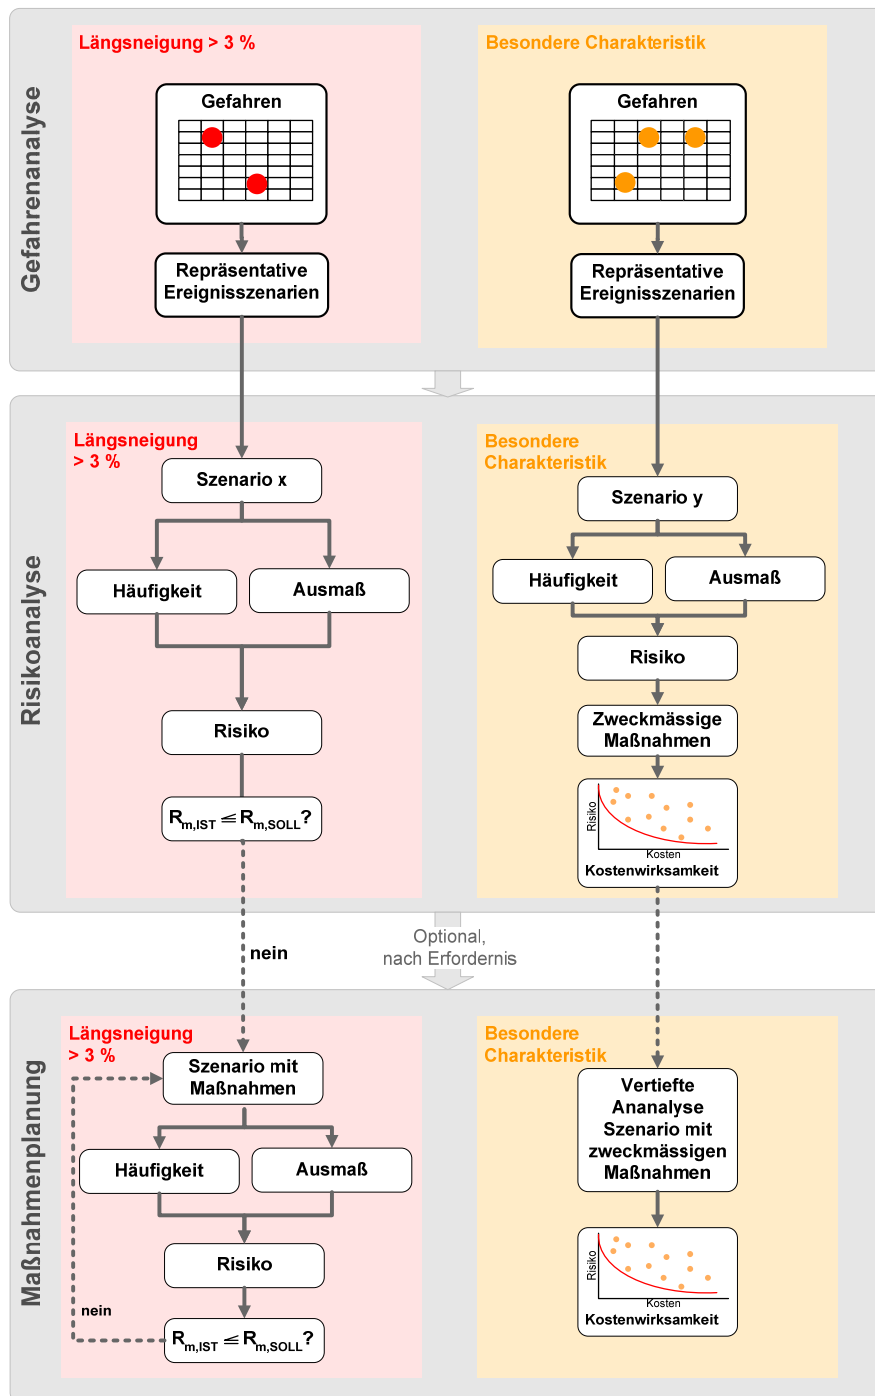 Gefahrenanalyse
Längsneigung > 3 %
Gefahren
Repräsentative
Ereignisszenarien
Besondere Charakteristik
Gefahren
Repräsentative
Ereignisszenarien
Risikoanalyse
Längsneigung
> 3 %
Szenario x
Häufigkeit
Ausmaß
Risiko
Rm,IST ≤ Rm,SOLL?
nein
Besondere
Charakteristik
Szenario y
Häufigkeit
Ausmaß
Risiko
Zweckmässige
Maßnahmen
Risiko
Kosten
Kostenwirksamkeit
Optional,
nach Erfordernis
Maßnahmenplanung
Längsneigung
> 3 %
Szenario mit
Maßnahmen
Häufigkeit
Ausmaß
Risiko
nein
Rm,IST ≤ Rm,SOLL?
Besondere
Charakteristik
Vertiefte
Ananalyse
Szenario mit
zweckmässigen
Maßnahmen
Risiko
Kosten
Kostenwirksamkeit